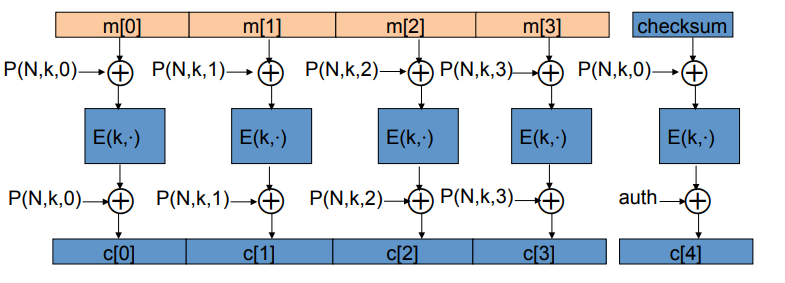 m[0] m[1] m[2] m[3] checksum
P(N,k,0) P(N,k,1) P(N,k,2) P(N,k,3) P(N,k,0)
E(k,·) E(k,·) E(k,·) E(k,·) E(k,·)
P(N,k,0) P(N,k,1) P(N,k,2) P(N,k,3) auth
c[0] c[1] c[2] c[3] c[4]